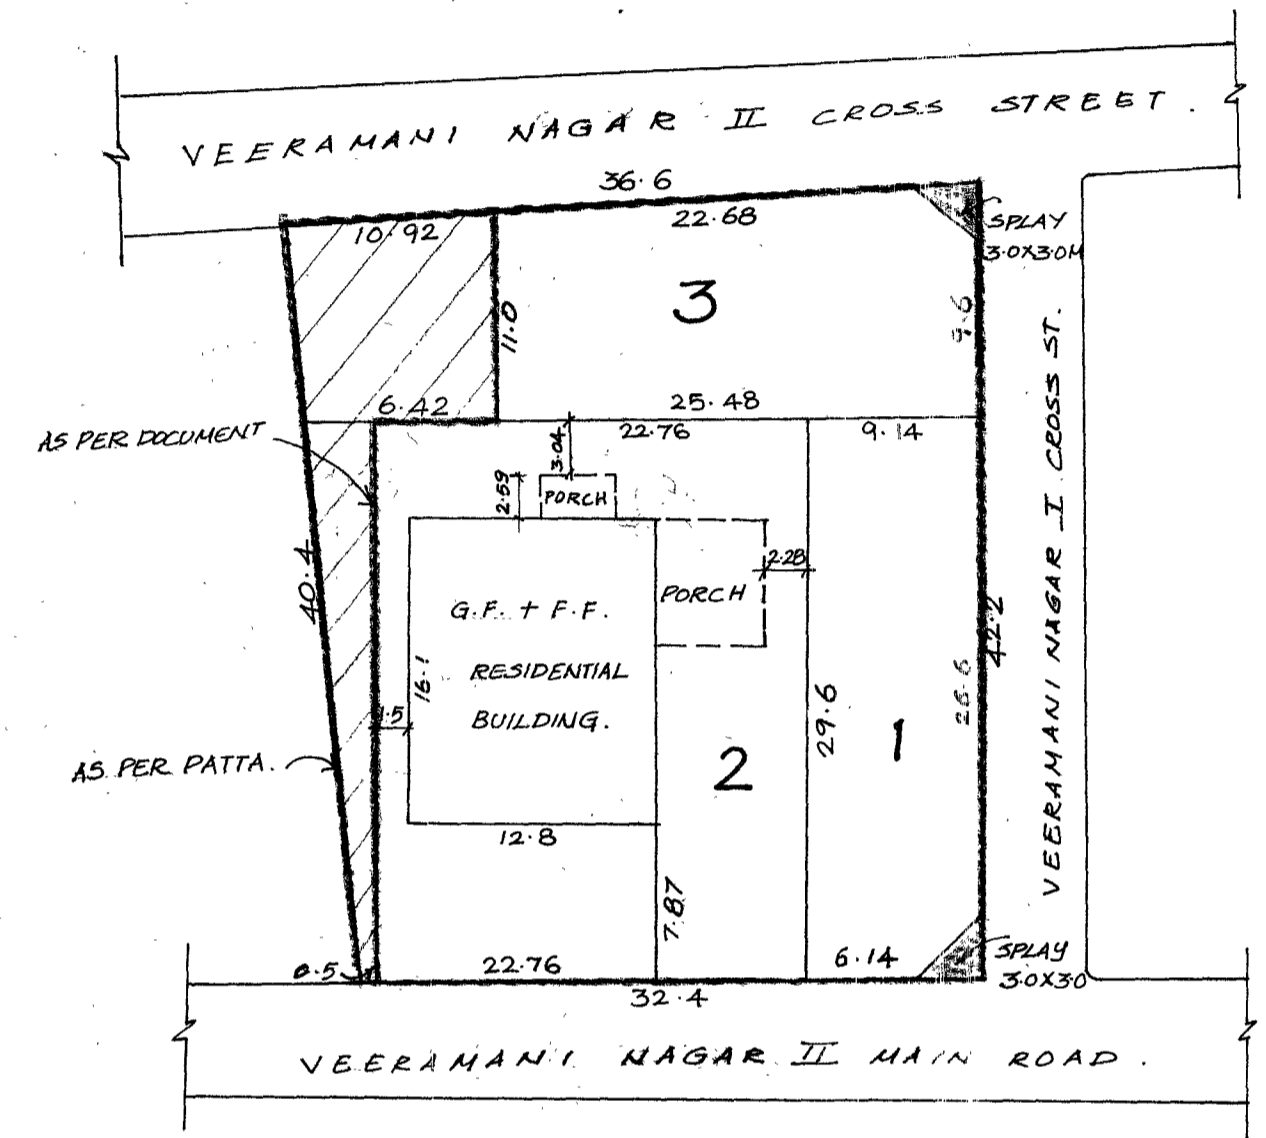 VEERAMANI NAGAR II CROSS STREET.
36.6
10.92
22.68
SPLAY
3.0X3.0M
3
11.0
9.6
6.42
25.48
22.76
9.14
AS PER DOCUMENT
3.04
2.59
PORCH
2.28
PORCH
40.4
G.F. + F.F.
RESIDENTIAL
BUILDING.
16.1
1.5
29.6
1
42.2
VEERAMANI NAGAR I CROSS ST.
2
AS PER PATTA.
12.8
7.87
0.5
22.76
6.14
SPLAY
3.0X3.0
32.4
VEERAMANI NAGAR II MAIN ROAD.